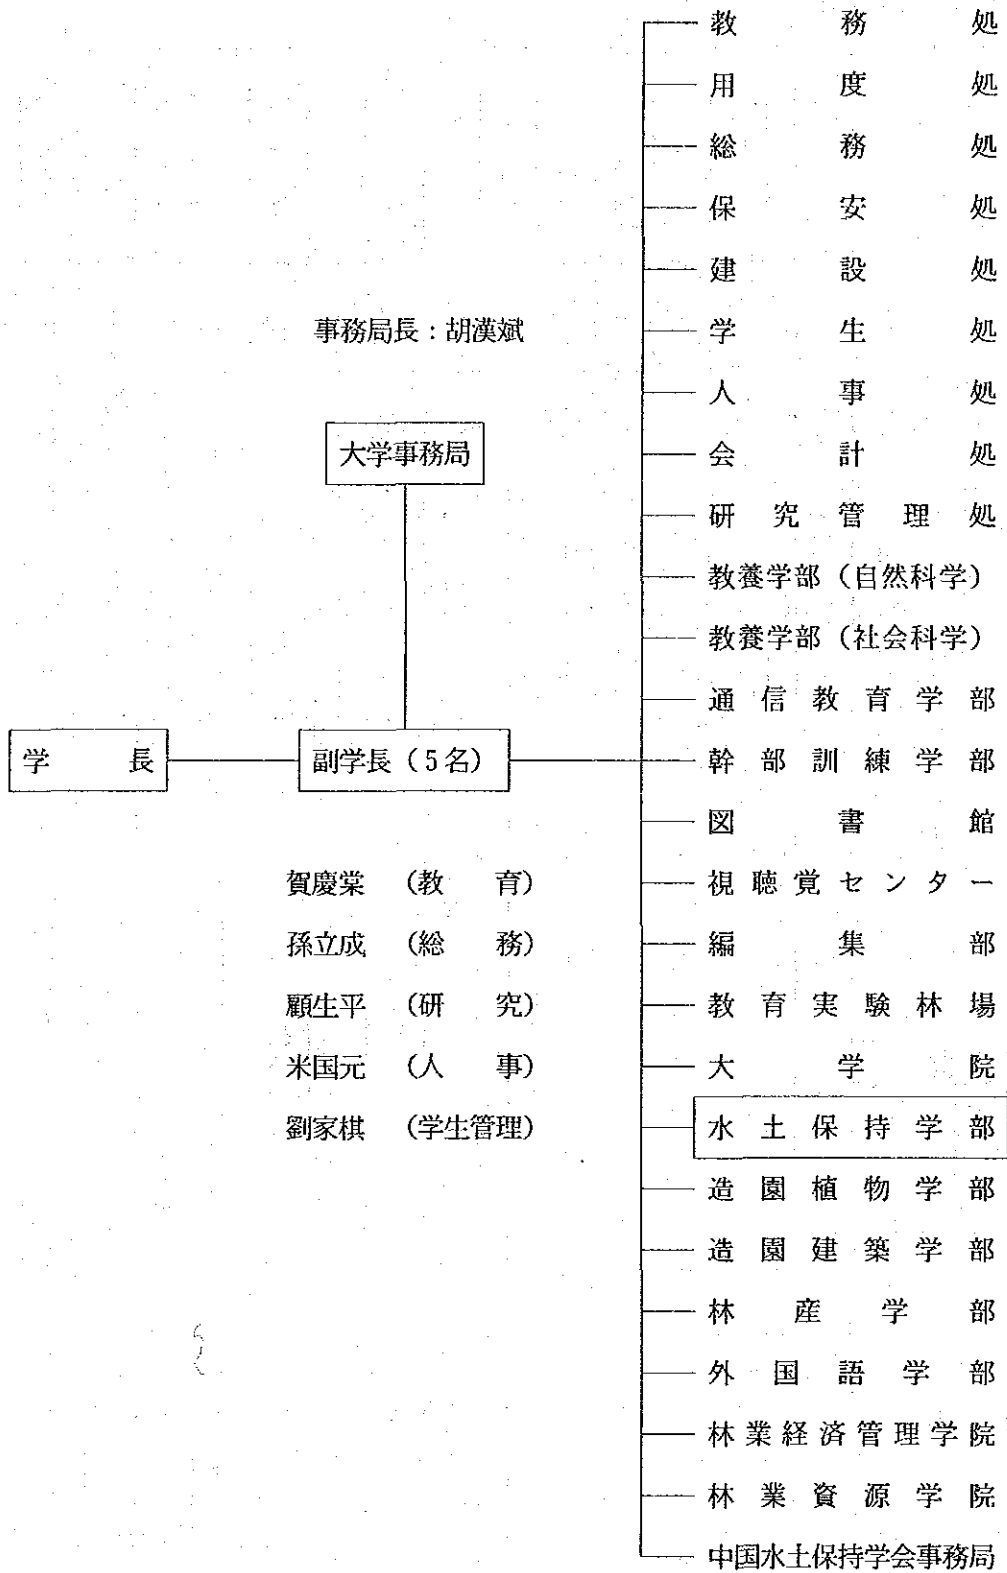 教務処
用度処
総務処
保安処
建設処
事務局長：胡漢斌
学生処
人事処
大学事務局
会計処
研究管理処
教養学部（自然科学）
教養学部（社会科学）
通信教育学部
学長
副学長（5名）
幹部訓練学部
図書館
賀慶棠（教育）
視聴覚センター
孫立成（総務）
編集部
顧生平（研究）
教育実験林場
米国元（人事）
大学院
劉家棋（学生管理）
水土保持学部
造園植物学部
造園建築学部
林産学部
外国語学部
林業経済管理学院
林業資源学院
中国水土保持学会事務局